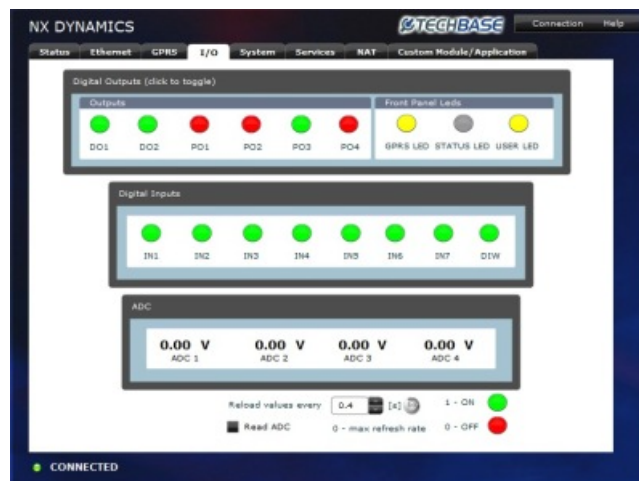 NX DYNAMICS
TECHBASE
Connection Help
Status Ethernet GPRS I/O System Services NAT Custom Module/Application
Digital Outputs (click to toggle)
Outputs
Front Panel Leds
DO1 DO2 PO1 PO2 PO3 PO4
GPRS LED STATUS LED USER LED
Digital Inputs
IN1 IN2 IN3 IN4 IN5 IN6 IN7 DIW
ADC
0.00 V 0.00 V 0.00 V 0.00 V
ADC 1 ADC 2 ADC 3 ADC 4
Reload values every 0.4 [s] 1 - ON
Read ADC 0 - max refresh rate 0 - OFF
CONNECTED